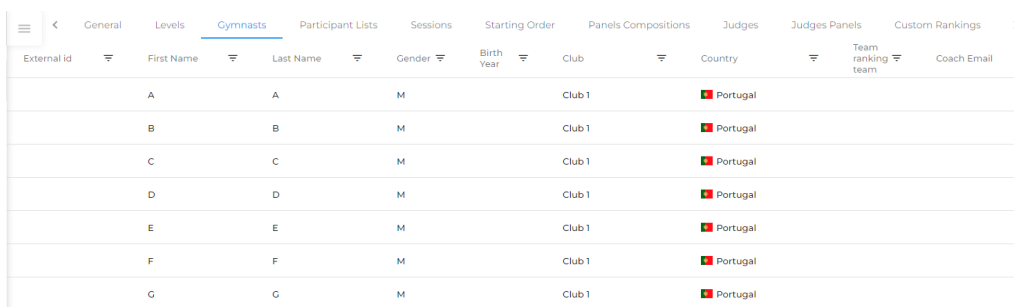 General Levels Gymnasts Participant Lists Sessions Starting Order Panels Compositions Judges Judges Panels Custom Rankings
External id First Name Last Name Gender Birth Year Club Country Team ranking team Coach Email
A A M Club 1 Portugal
B B M Club 1 Portugal
C C M Club 1 Portugal
D D M Club 1 Portugal
E E M Club 1 Portugal
F F M Club 1 Portugal
G G M Club 1 Portugal